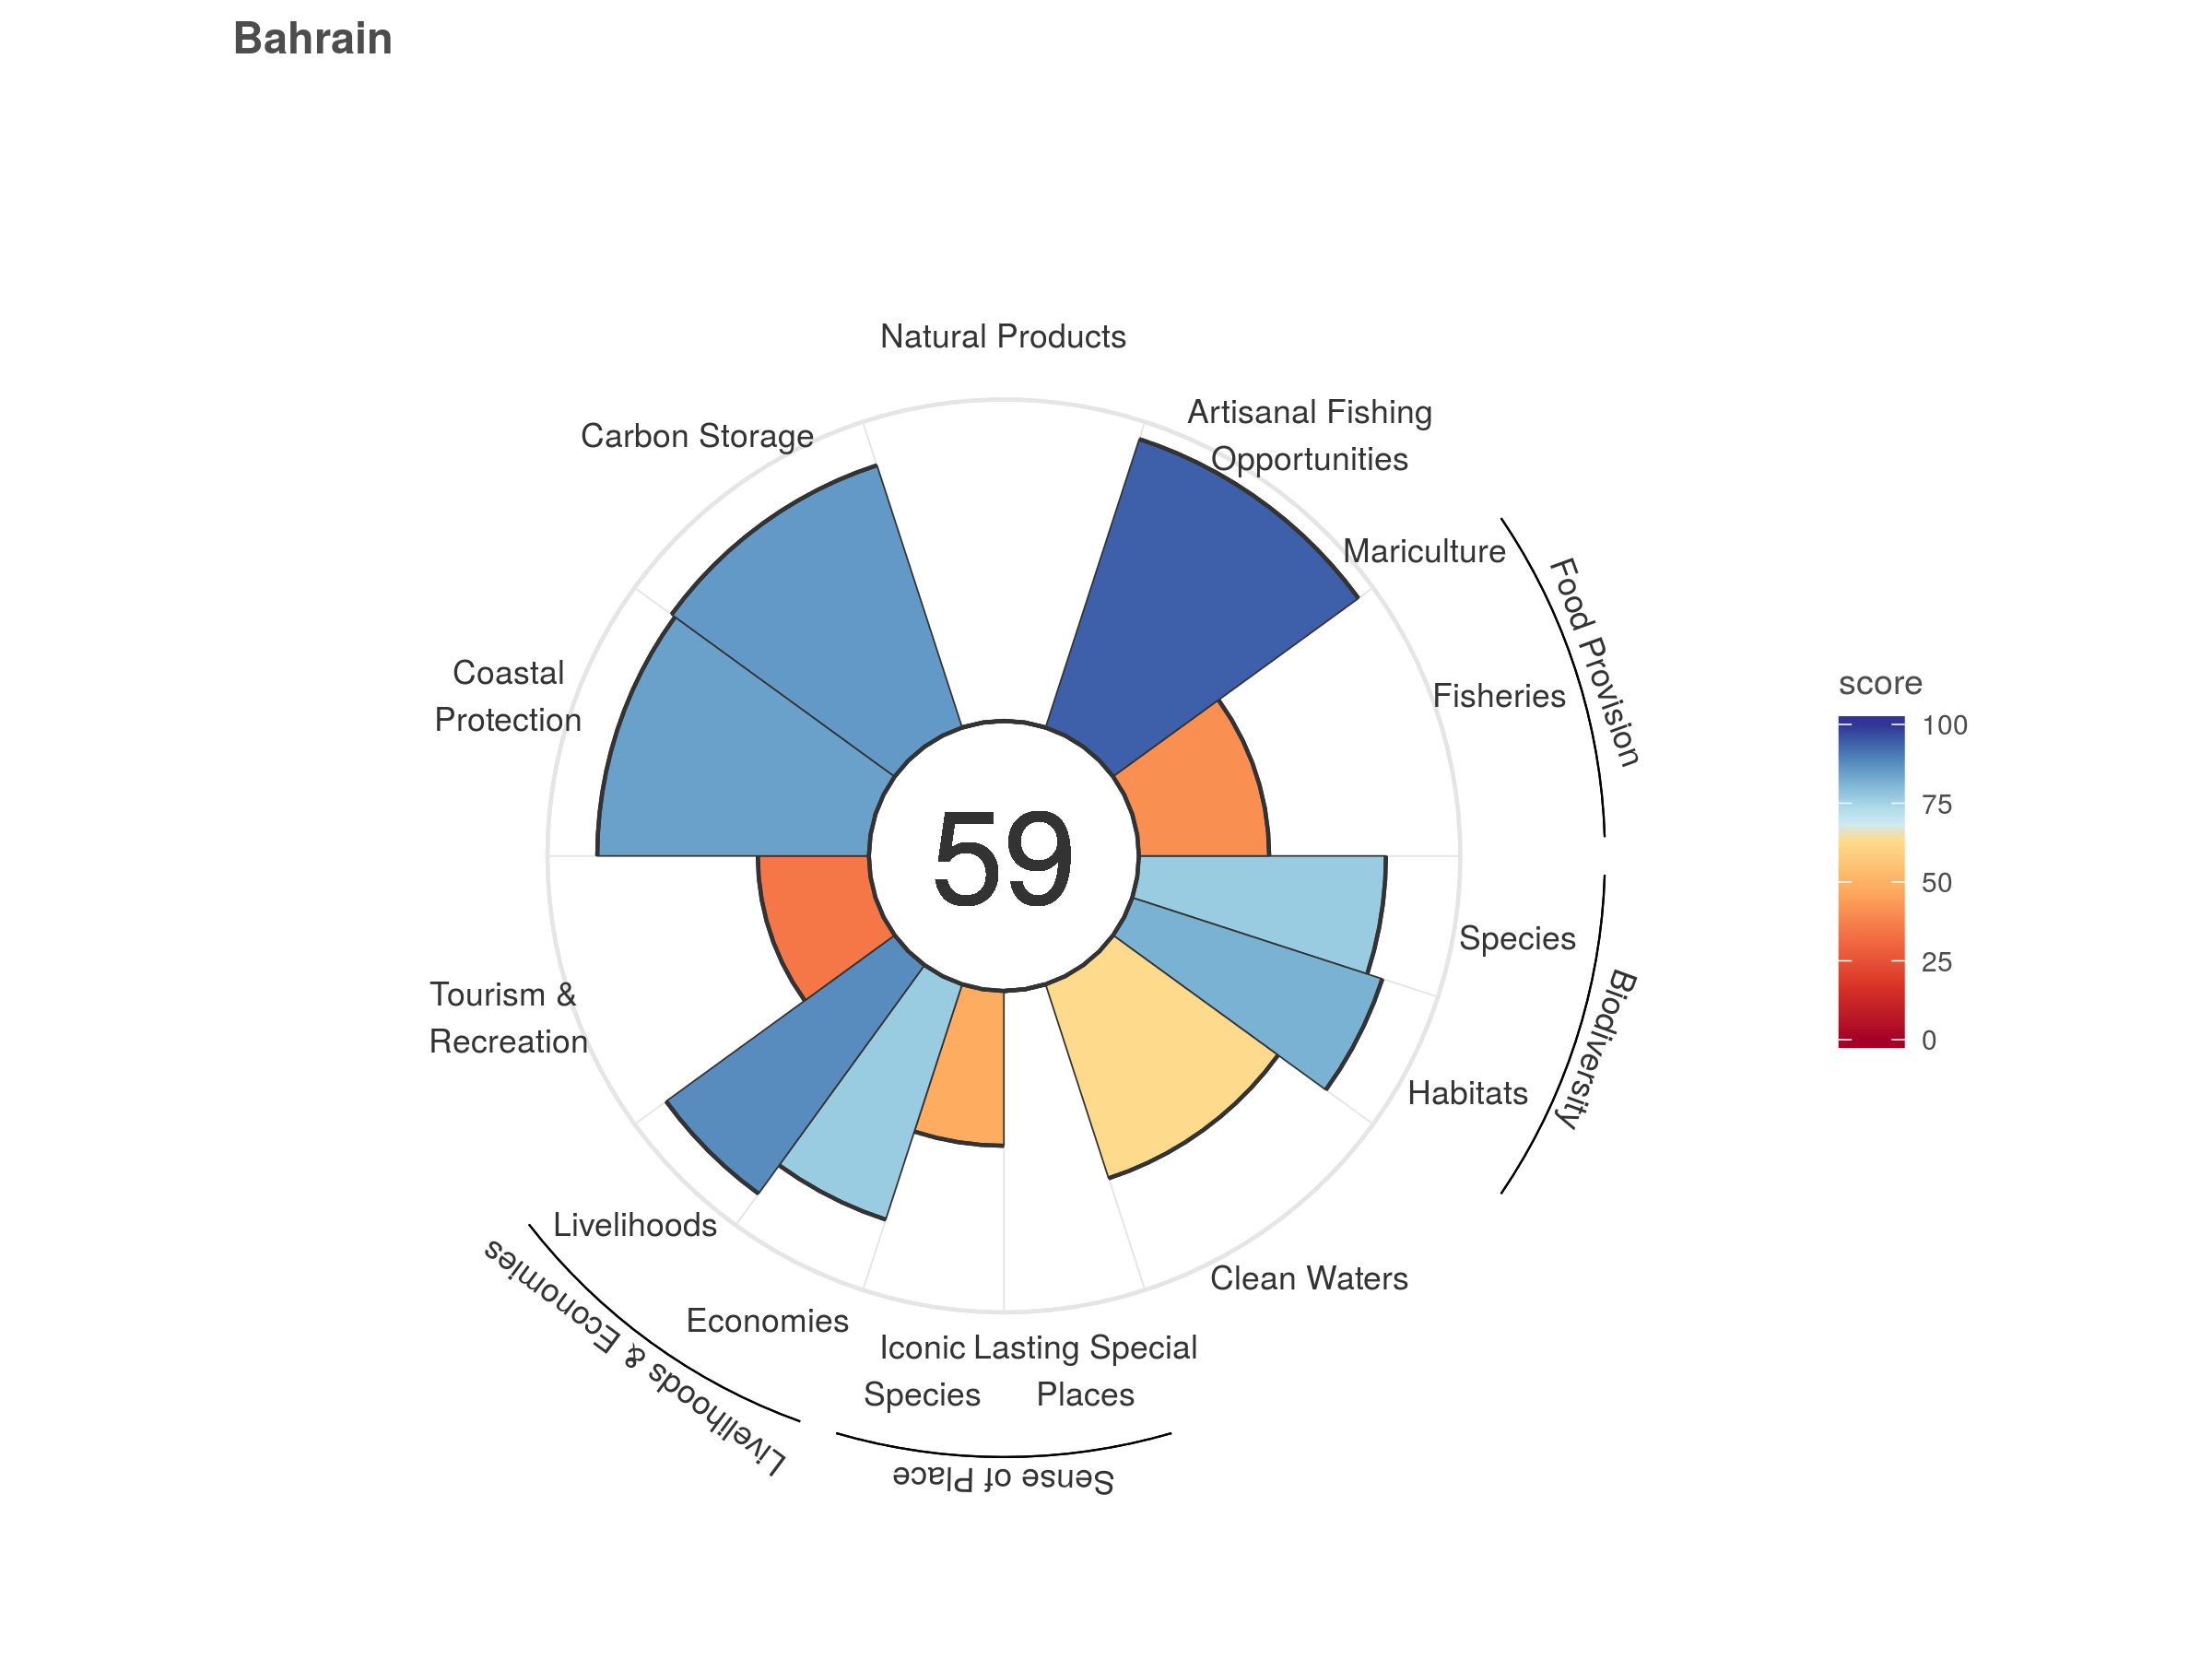 Bahrain
Natural Products
Artisanal Fishing
Opportunities
Carbon Storage
Mariculture
Food Provision
Fisheries
Coastal
Protection
score
100
75
50
25
0
59
Species
Biodiversity
Habitats
Tourism &
Recreation
Livelihoods
Livelihoods & Economies
Economies
Clean Waters
Iconic
Species
Lasting Special
Places
Sense of Place